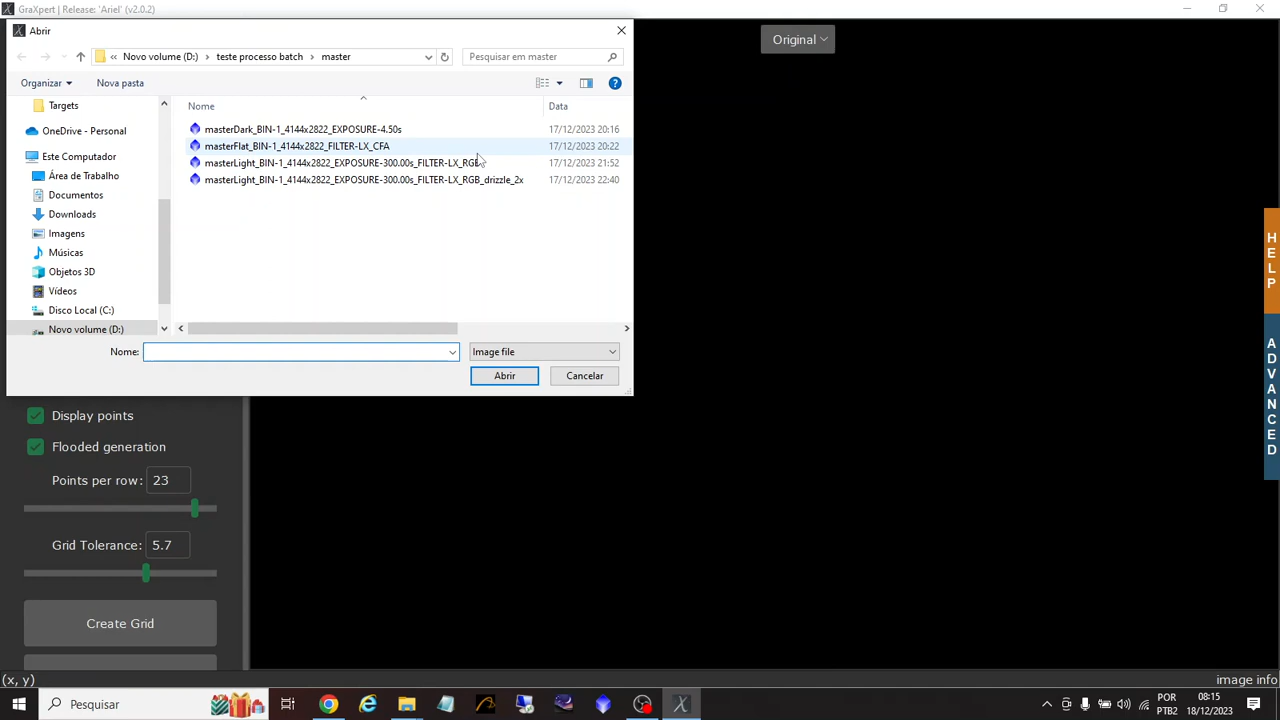 GraXpert | Release: 'Ariel' (v2.0.2)
Abrir
« Novo volume (D:) › teste processo batch › master
Pesquisar em master
Organizar
Nova pasta
Targets
OneDrive - Personal
Este Computador
Área de Trabalho
Documentos
Downloads
Imagens
Músicas
Objetos 3D
Vídeos
Disco Local (C:)
Novo volume (D:)
Nome
Data
masterDark_BIN-1_4144x2822_EXPOSURE-4.50s
17/12/2023 20:16
masterFlat_BIN-1_4144x2822_FILTER-LX_CFA
17/12/2023 20:22
masterLight_BIN-1_4144x2822_EXPOSURE-300.00s_FILTER-LX_RGB
17/12/2023 21:52
masterLight_BIN-1_4144x2822_EXPOSURE-300.00s_FILTER-LX_RGB_drizzle_2x
17/12/2023 22:40
Nome:
Image file
Abrir
Cancelar
Original
HELP
ADVANCED
Display points
Flooded generation
Points per row: 23
Grid Tolerance: 5.7
Create Grid
(x, y)
image info
Pesquisar
POR
PTB2
08:15
18/12/2023